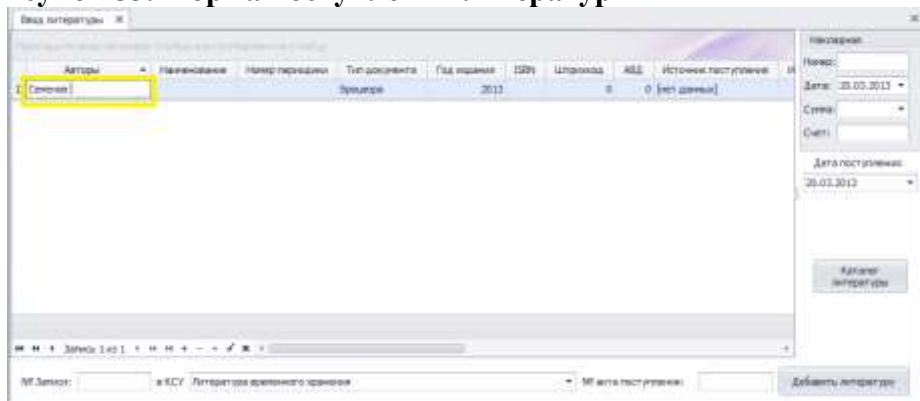 Ввод литературы
Накладная
Авторы Наименование Номер периодики Тип документа Год издания ISBN Штрихкод АВД Источник поступления
Номер:
Семенов Брошюра 2013 0 0 [нет данных]
Дата: 20.03.2013
Сумма:
Счет:
Дата поступления:
20.03.2013
Каталог
литературы
Запись 1 из 1
№ Записи: в КСУ Литература временного хранения № акта поступления: Добавить литературу